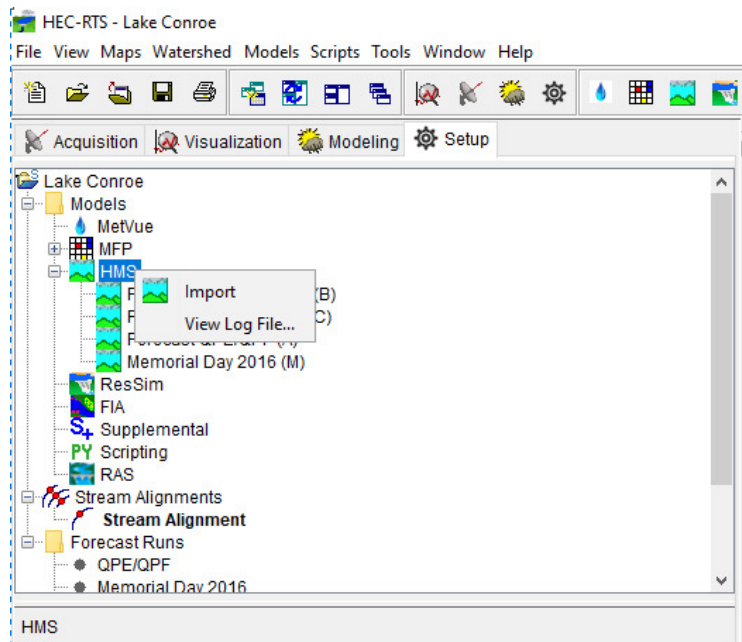 HEC-RTS - Lake Conroe
File View Maps Watershed Models Scripts Tools Window Help
Acquisition Visualization Modeling Setup
Lake Conroe
Models
MetVue
MFP
HMS
Import
(B)
View Log File...
C)
Memorial Day 2016 (M)
ResSim
FIA
S+ Supplemental
PY Scripting
RAS
Stream Alignments
Stream Alignment
Forecast Runs
QPE/QPF
Memorial Day 2016
HMS